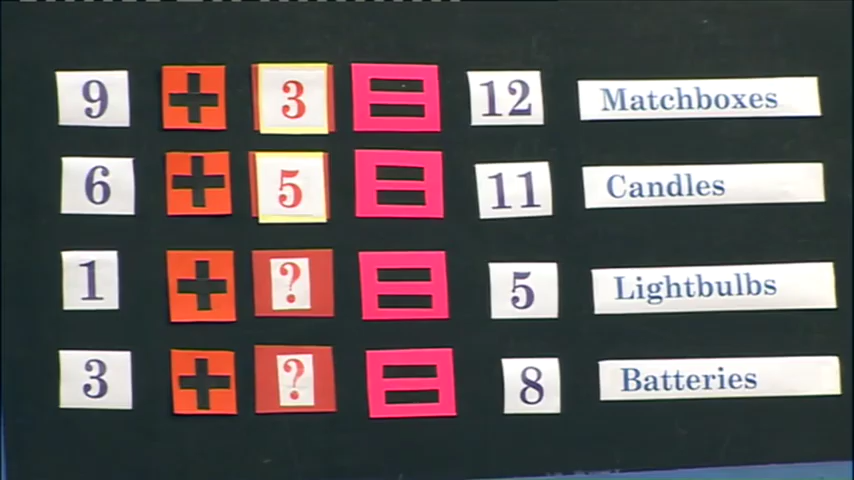 9 + 3 = 12 Matchboxes
6 + 5 = 11 Candles
1 + ? = 5 Lightbulbs
3 + ? = 8 Batteries